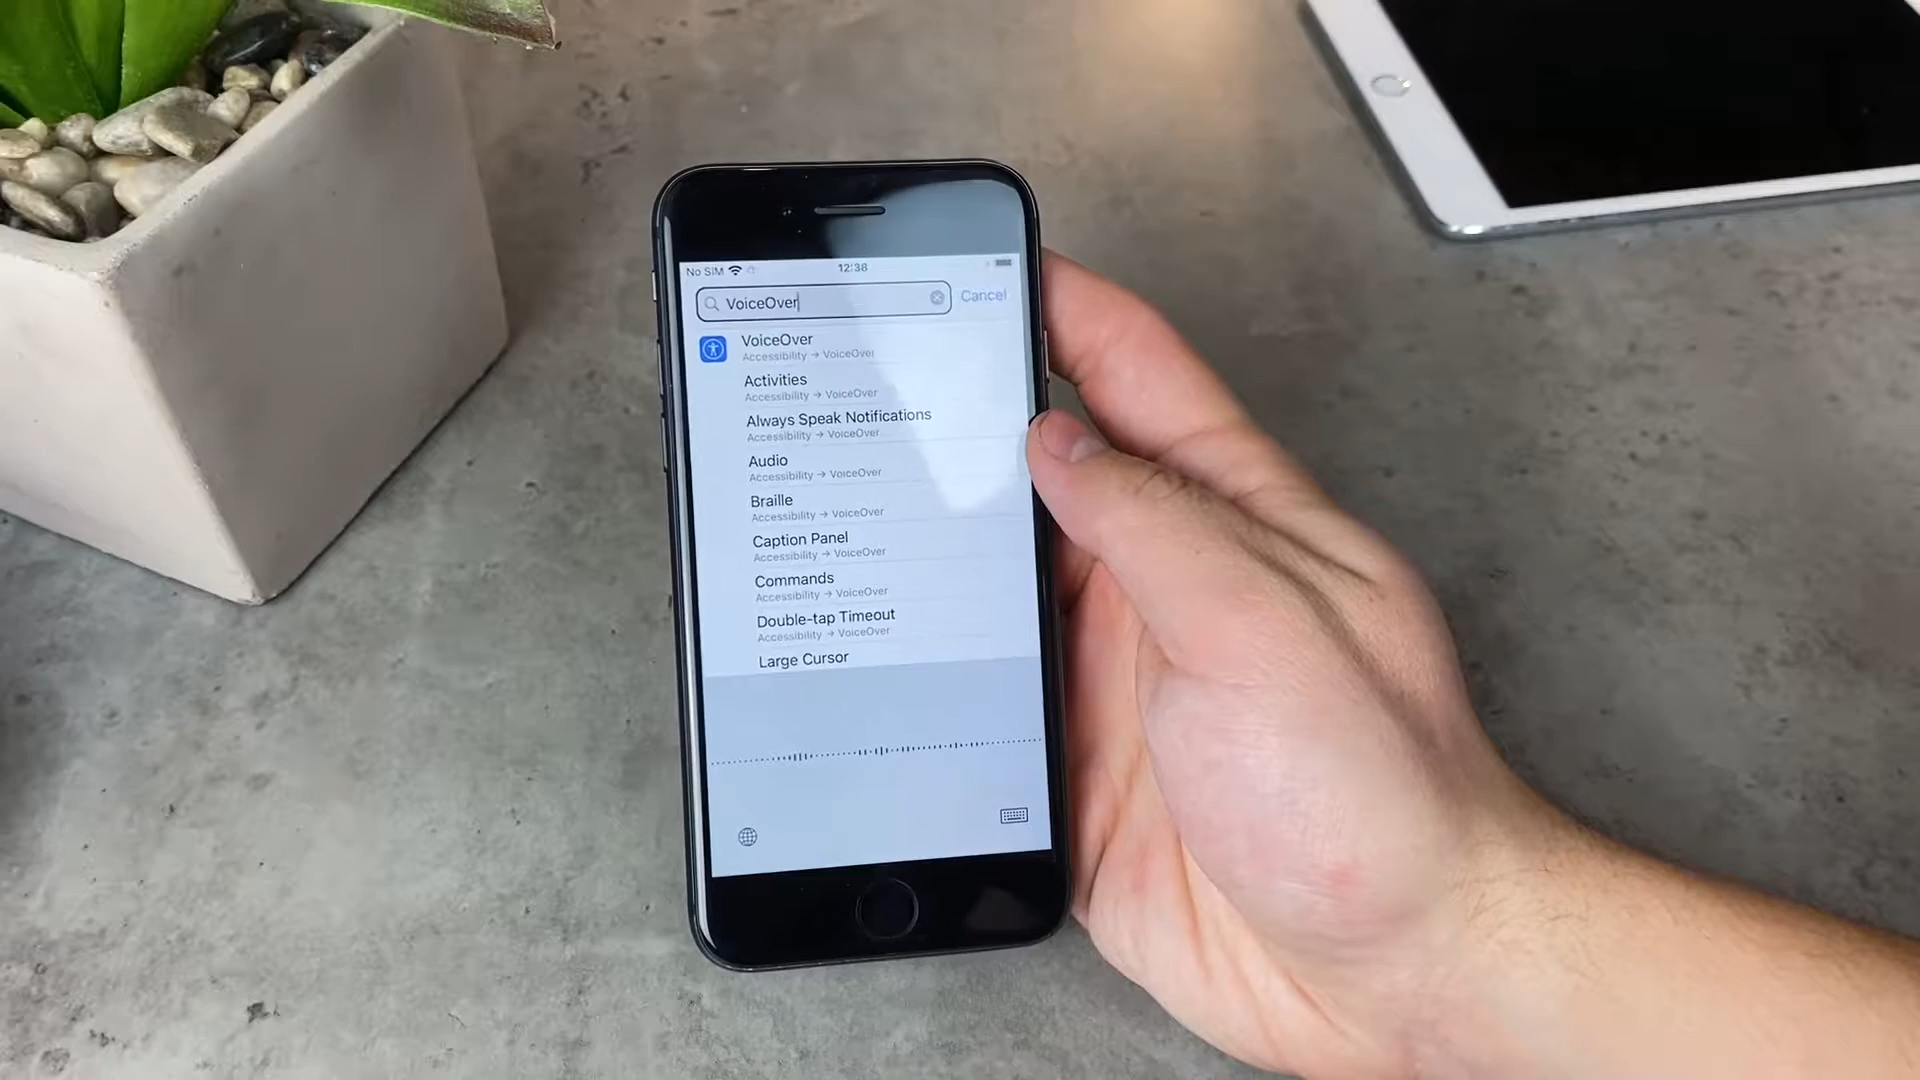 No SIM 12:38
VoiceOver Cancel
VoiceOver
Accessibility → VoiceOver
Activities
Accessibility → VoiceOver
Always Speak Notifications
Accessibility → VoiceOver
Audio
Accessibility → VoiceOver
Braille
Accessibility → VoiceOver
Caption Panel
Accessibility → VoiceOver
Commands
Accessibility → VoiceOver
Double-tap Timeout
Accessibility → VoiceOver
Large Cursor